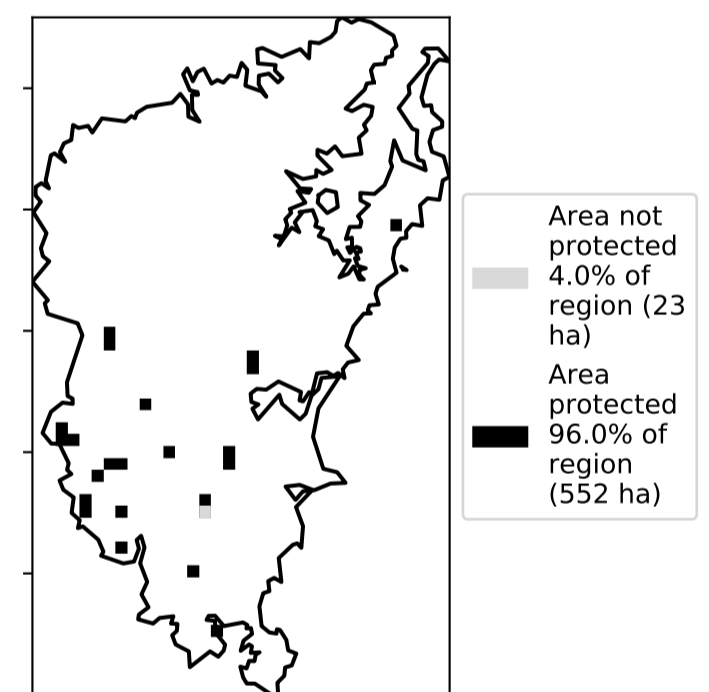 Area not
protected
4.0% of
region (23
ha)
Area
protected
96.0% of
region
(552 ha)